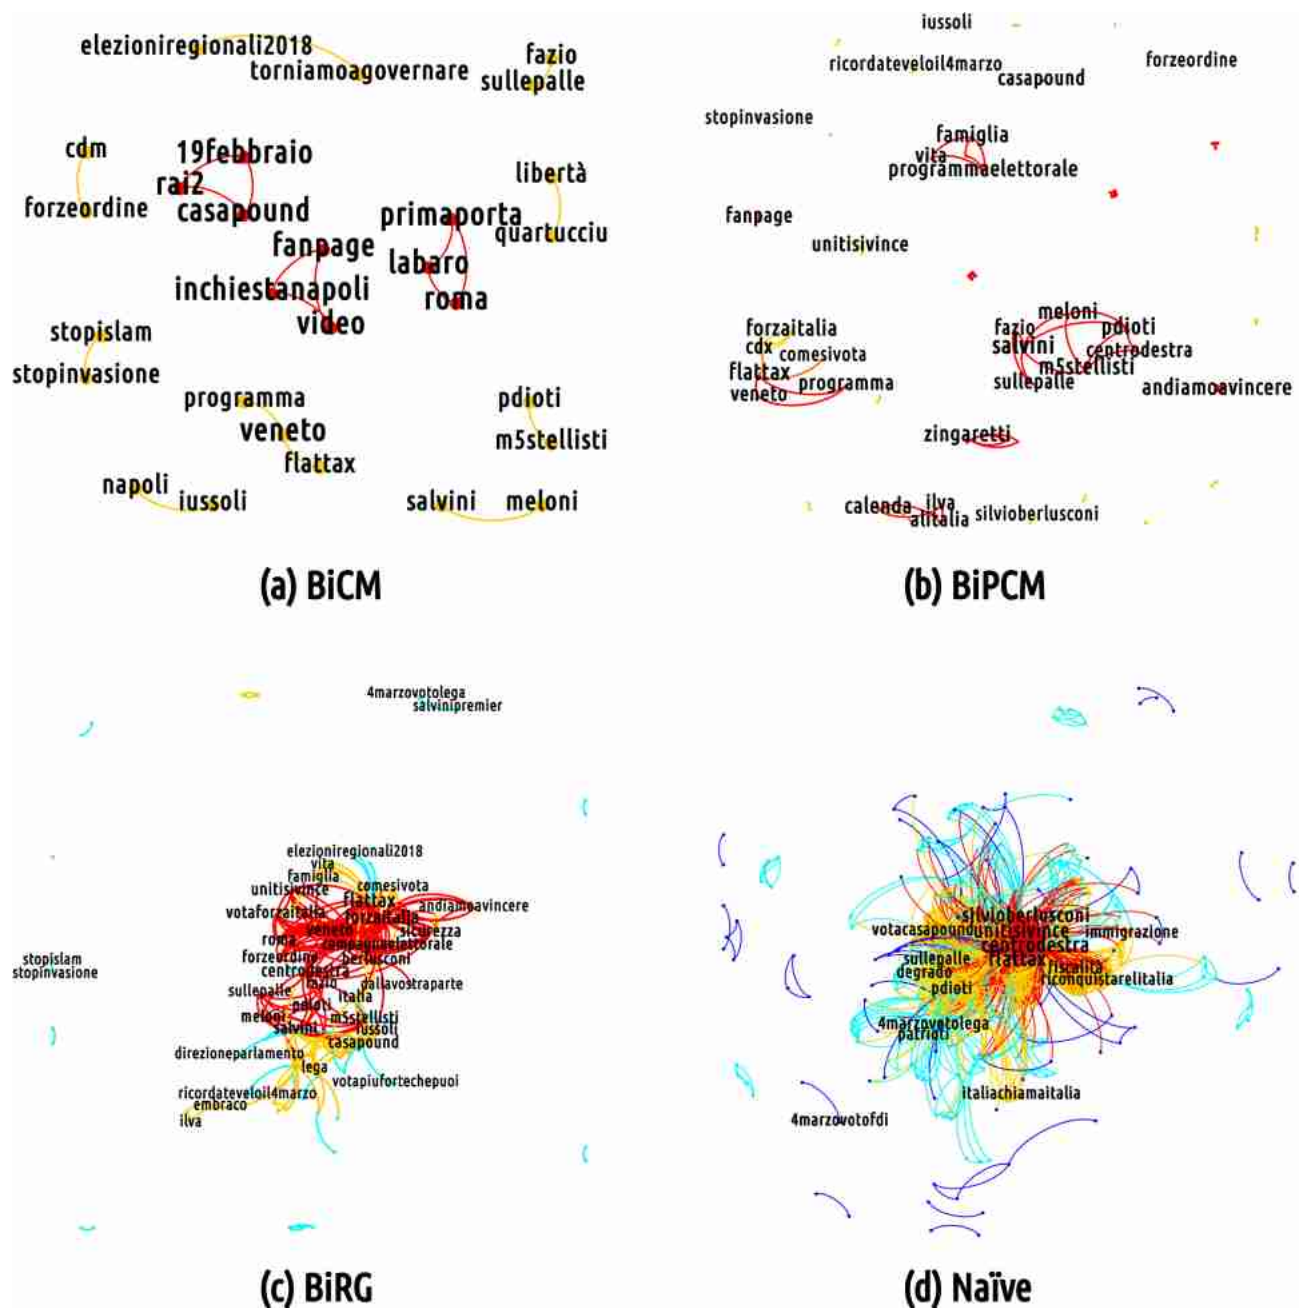 elezioniregionali2018
torniamoagovernare
fazio
sullepalle
cdm
forzeordine
19febbraio
rai2
casapound
libertà
quartucciu
primaporta
labaro
roma
fanpage
inchiestanapoli
video
stopislam
stopinvasione
programma
veneto
flattax
pdioti
m5stellisti
napoli
iussoli
salvini
meloni
(a) BiCM
iussoli
ricordateveloil4marzo
casapound
forzeordine
stopinvasione
famiglia
vita
programmaelettorale
fanpage
unitisivince
forzaitalia
cdx
comesivota
flattax
programma
veneto
meloni
fazio
pdioti
salvini
centrodestra
m5stellisti
sullepalle
andiamoavincere
zingaretti
calenda
ilva
alitalia
silvioberlusconi
(b) BiPCM
4marzovotolega
salvinipremier
elezioniregionali2018
vita
famiglia
comesivota
unitisivince
flattax
andiamoavincere
votaforzaitalia
forzaitalia
veneto
sicurezza
roma
campagnaelettorale
forzeordine
berlusconi
centrodestra
fazio
dallavostraparte
sullepalle
italia
pdioti
meloni
m5stellisti
salvini
iussoli
casapound
direzioneparlamento
lega
votapiufortechepuoi
ricordateveloil4marzo
embraco
ilva
stopislam
stopinvasione
(c) BiRG
silvioberlusconi
votacasapound
unitisivince
immigrazione
centrodestra
sullepalle
flattax
fiscalità
degrado
riconquistarelitalia
pdioti
4marzovotolega
patrioti
italiachiamaitalia
4marzovotofdi
(d) Naïve